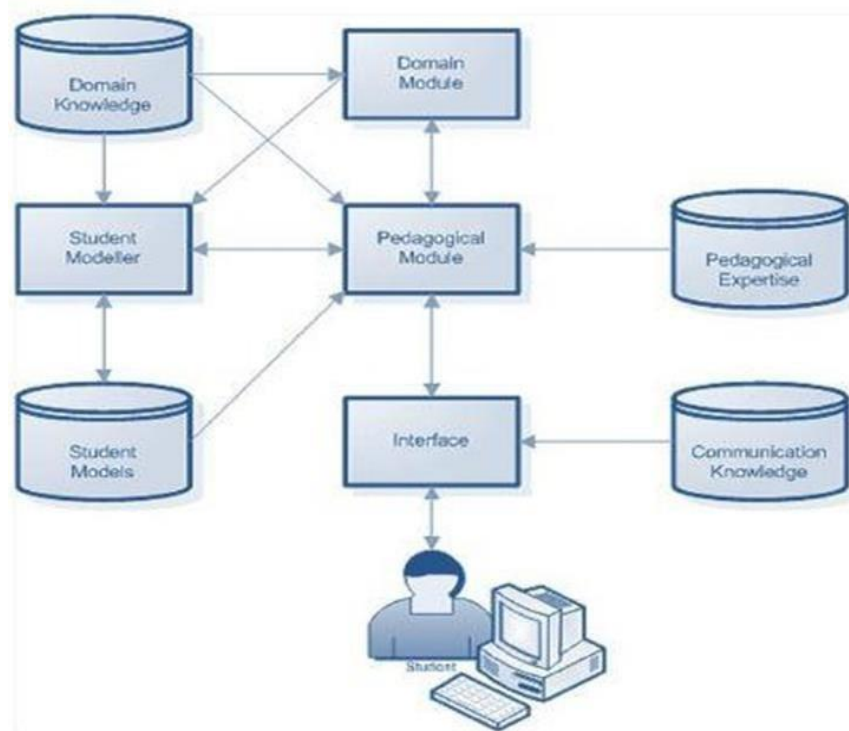 Domain
Knowledge
Domain
Module
Student
Modeller
Pedagogical
Module
Pedagogical
Expertise
Student
Models
Interface
Communication
Knowledge
Student